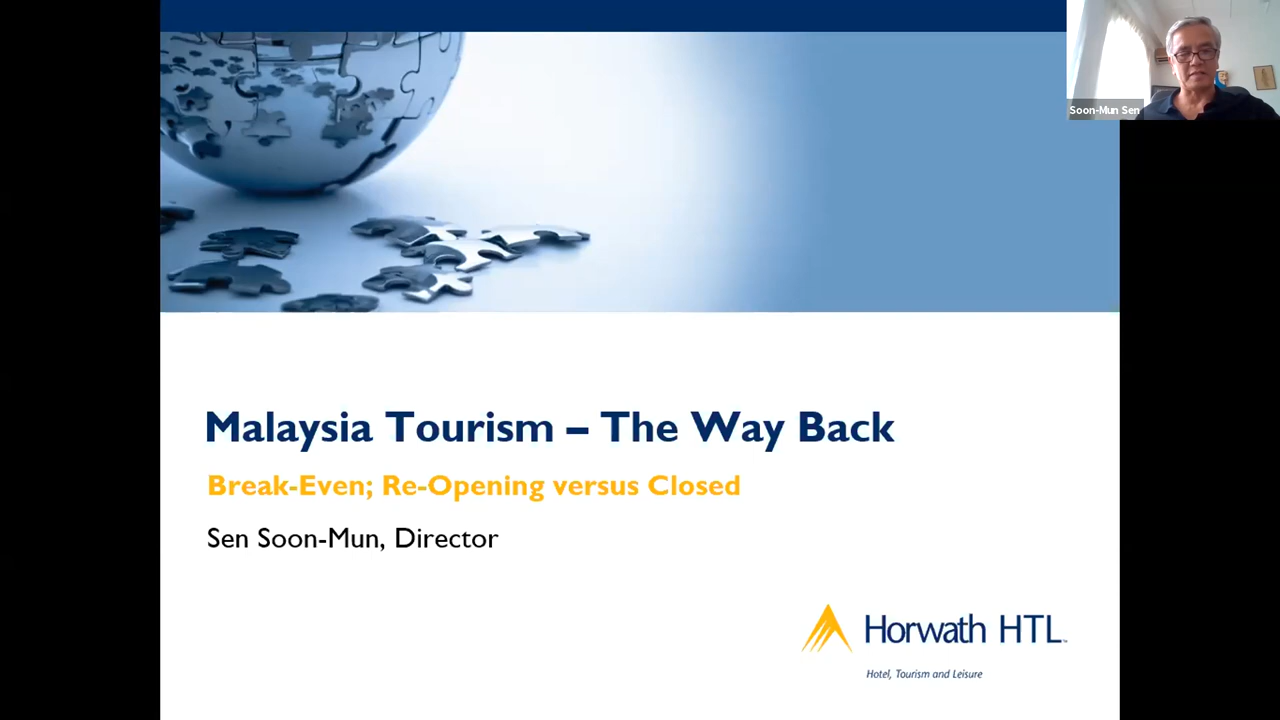 Soon-Mun Sen
Malaysia Tourism – The Way Back
Break-Even; Re-Opening versus Closed
Sen Soon-Mun, Director
Horwath HTL™
Hotel, Tourism and Leisure